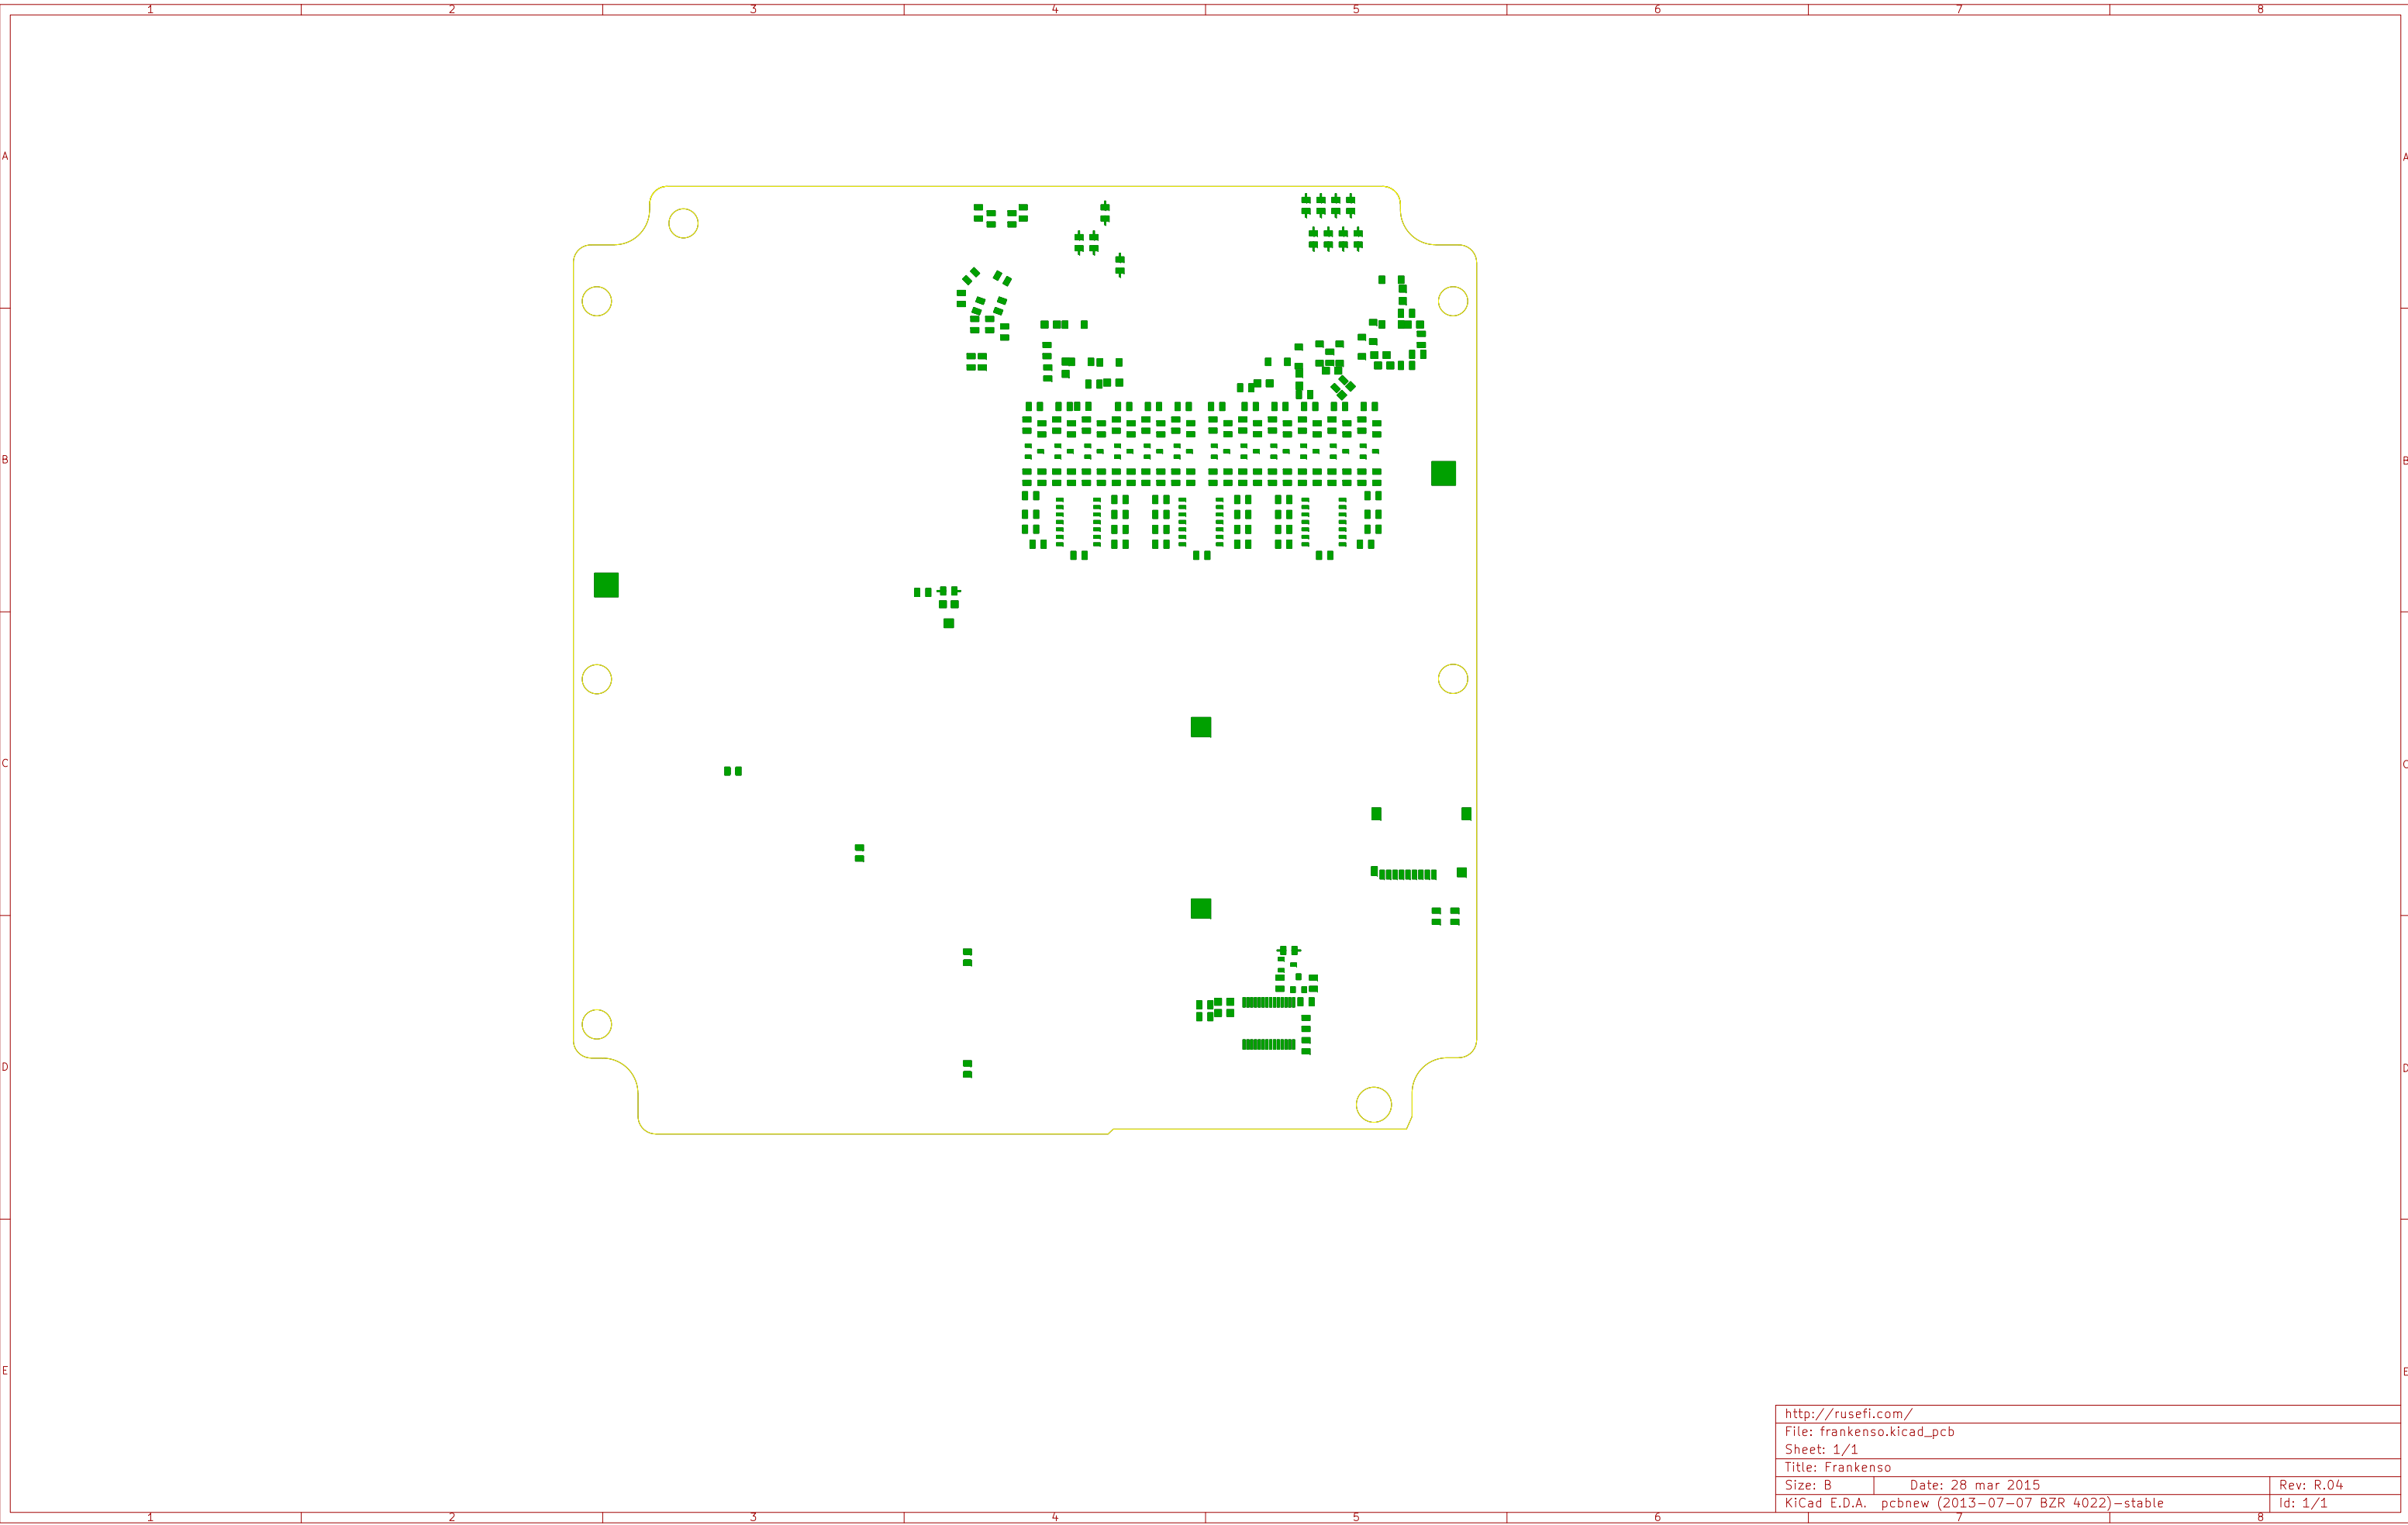 1 2 3 4 5 6 7 8
A A
B B
C C
D D
E E
http://rusefi.com/
File: frankenso.kicad_pcb
Sheet: 1/1
Title: Frankenso
Size: B Date: 28 mar 2015 Rev: R.04
KiCad E.D.A. pcbnew (2013-07-07 BZR 4022)-stable Id: 1/1
1 2 3 4 5 6 7 8